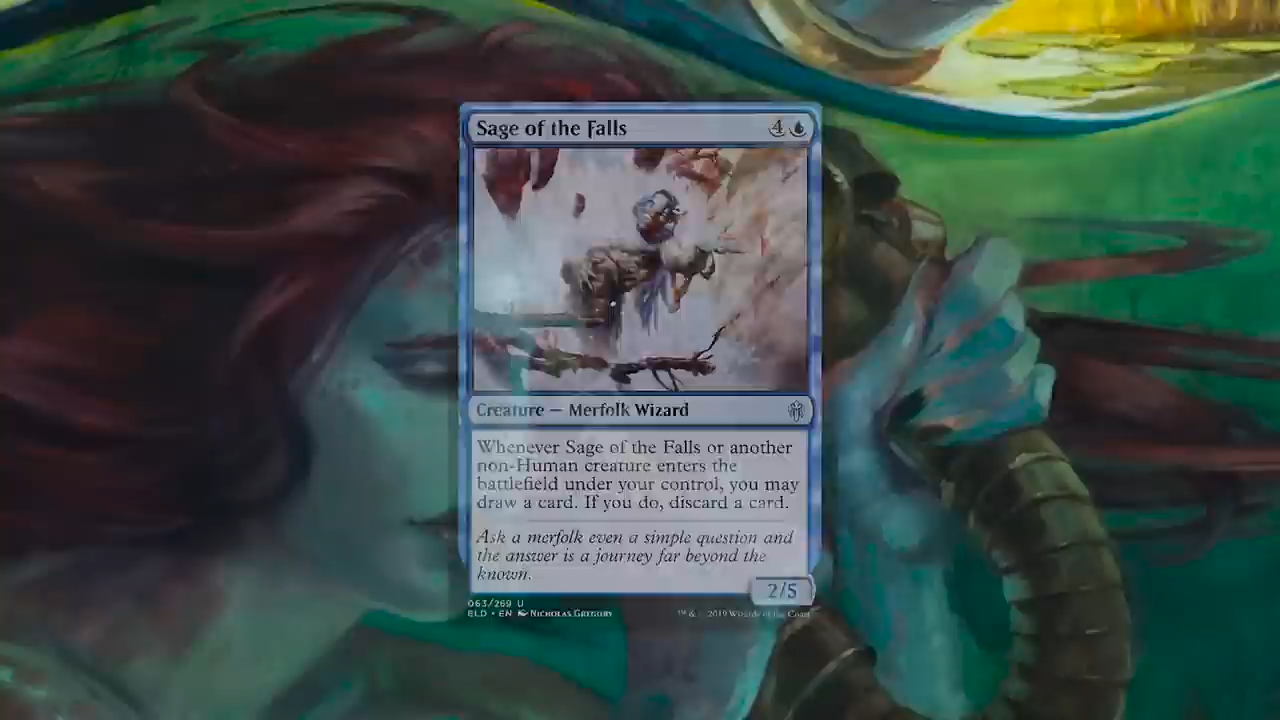 Sage of the Falls 4
Creature — Merfolk Wizard
Whenever Sage of the Falls or another
non-Human creature enters the
battlefield under your control, you may
draw a card. If you do, discard a card.
Ask a merfolk even a simple question and
the answer is a journey far beyond the
known.
2/5
063/269 U
ELD • EN Nicholas Gregory
™ & © 2019 Wizards of the Coast